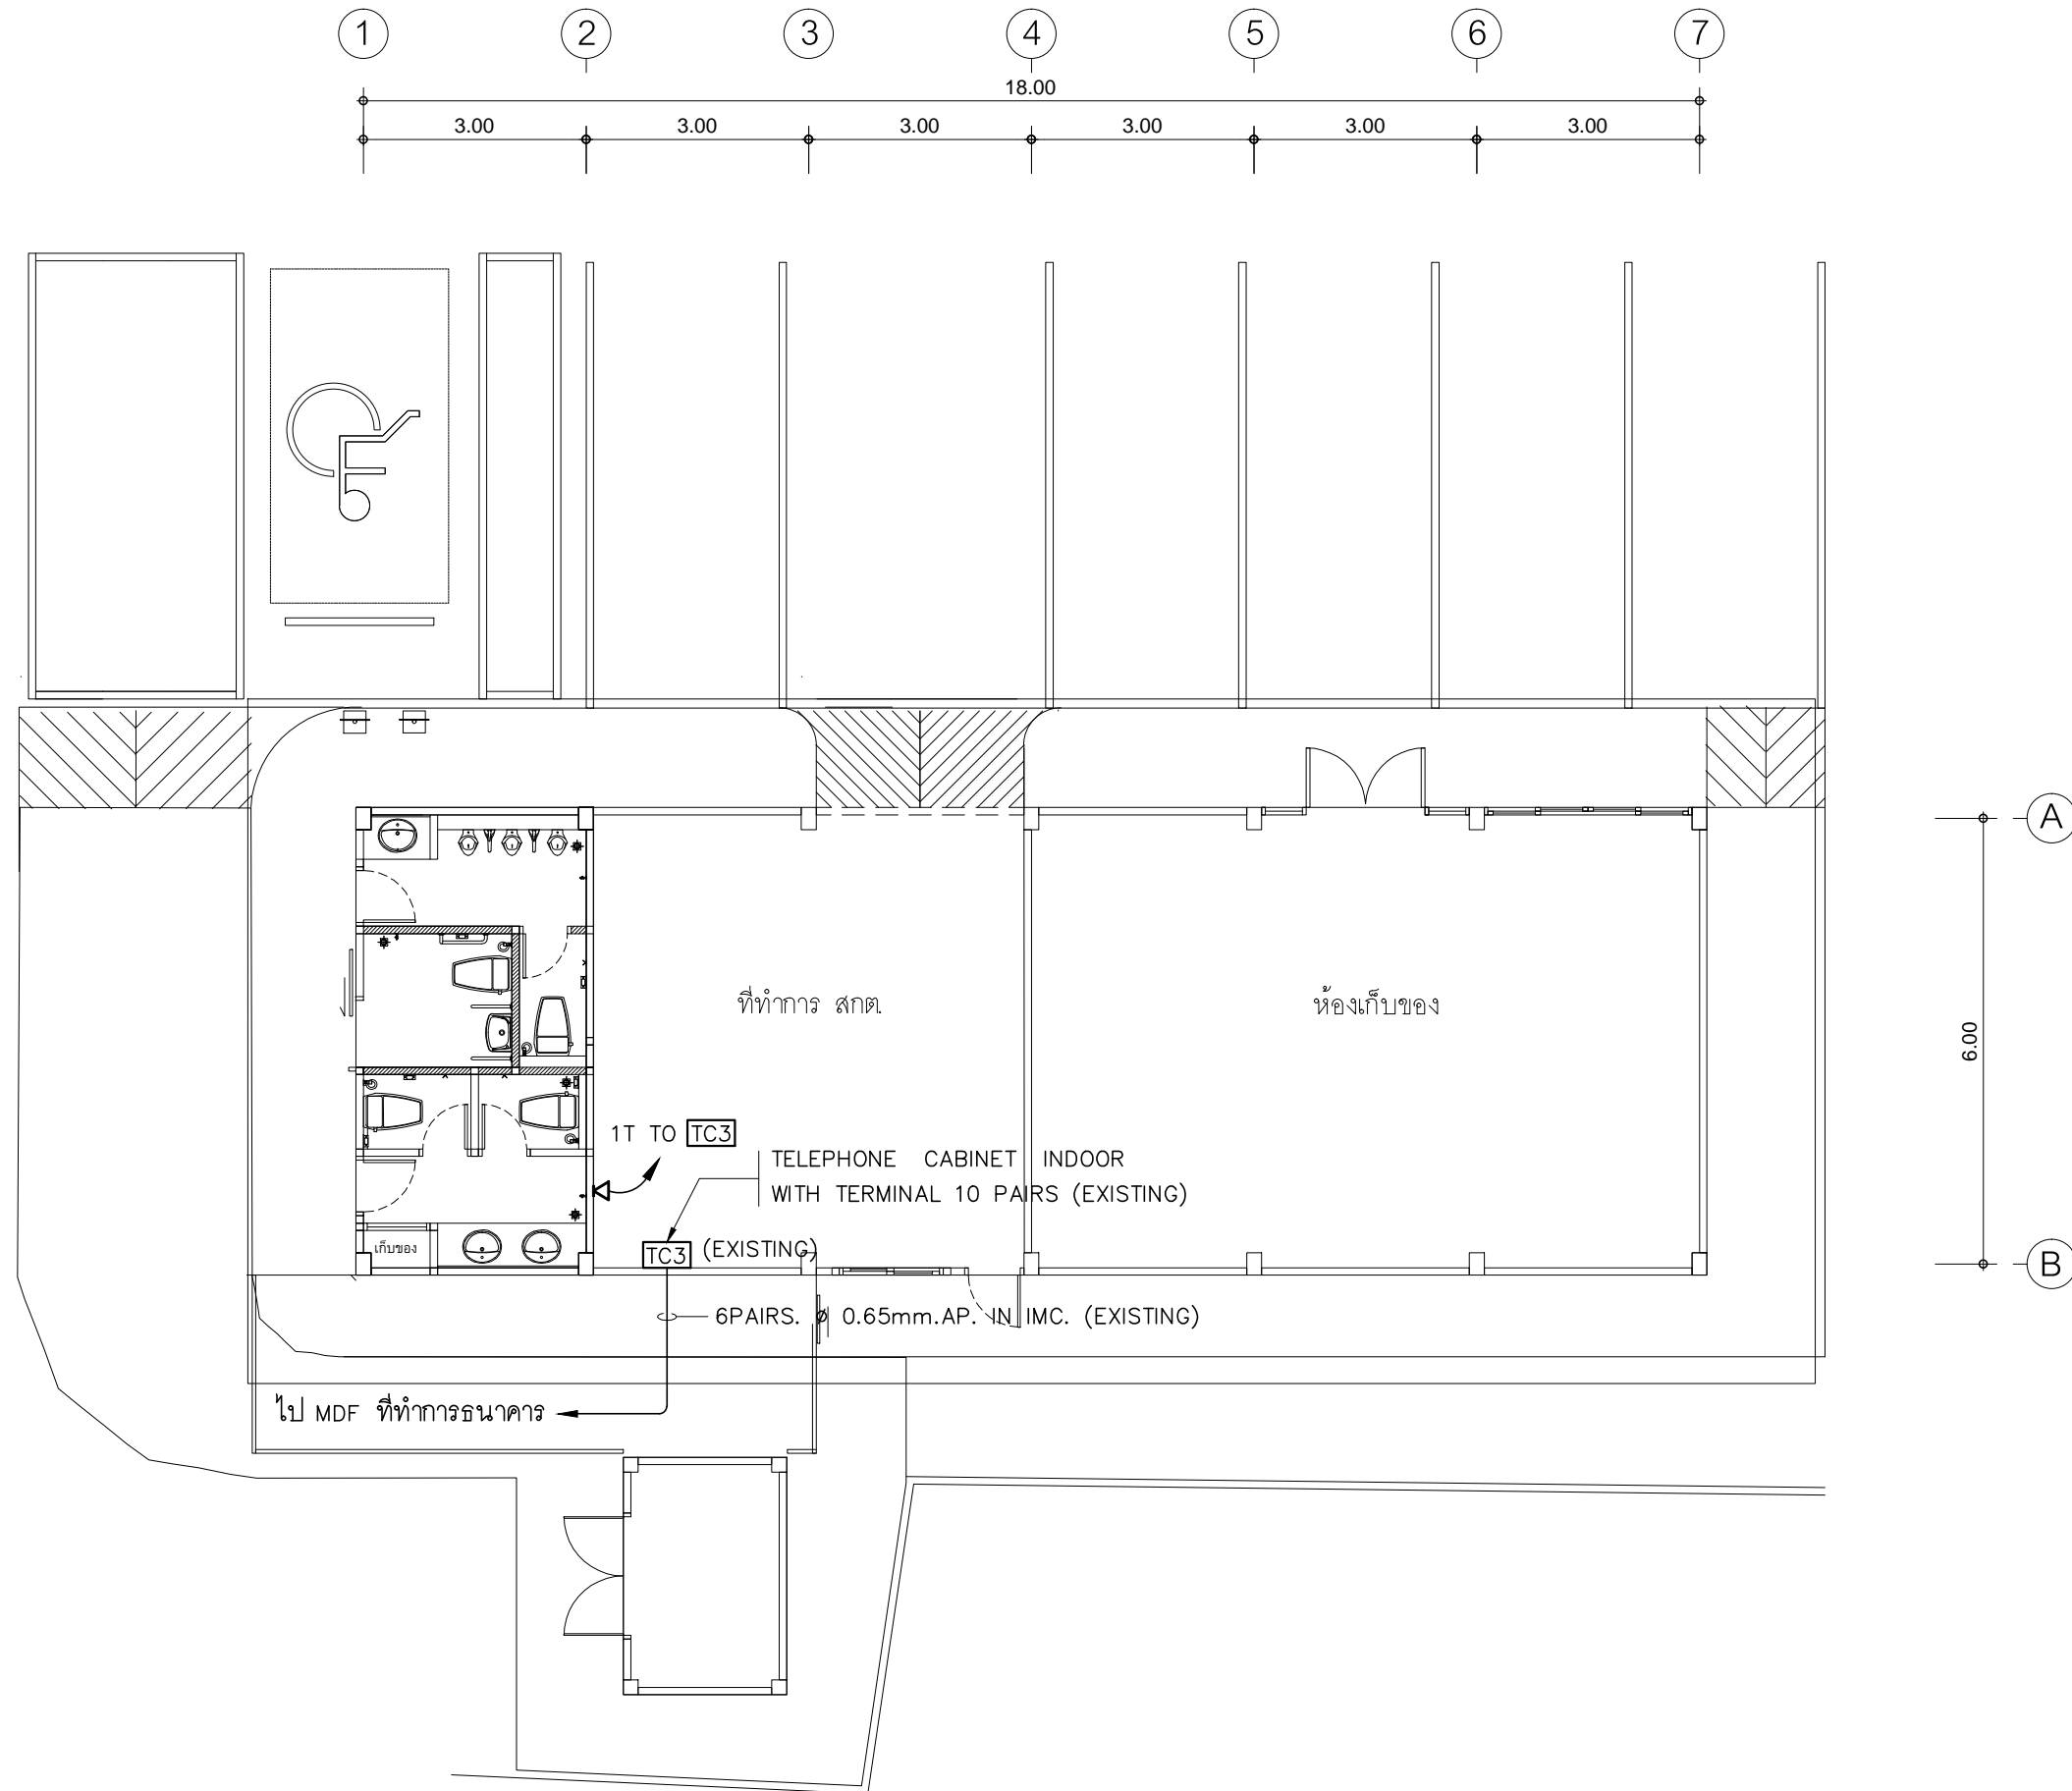 1 2 3 4 5 6 7
18.00
3.00 3.00 3.00 3.00 3.00 3.00
A
ที่ทำการ สกต.
ห้องเก็บของ
6.00
1T TO TC3
TELEPHONE CABINET INDOOR
WITH TERMINAL 10 PAIRS (EXISTING)
เก็บของ
TC3 (EXISTING)
B
6PAIRS. Ø 0.65mm.AP. IN IMC. (EXISTING)
ไป MDF ที่ทำการธนาคาร